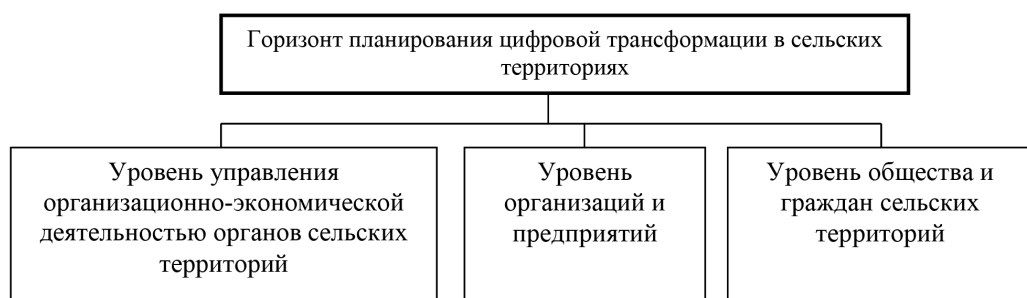 Горизонт планирования цифровой трансформации в сельских
территориях
Уровень управления
организационно-экономической
деятельностью органов сельских
территорий
Уровень
организаций и
предприятий
Уровень общества и
граждан сельских
территорий